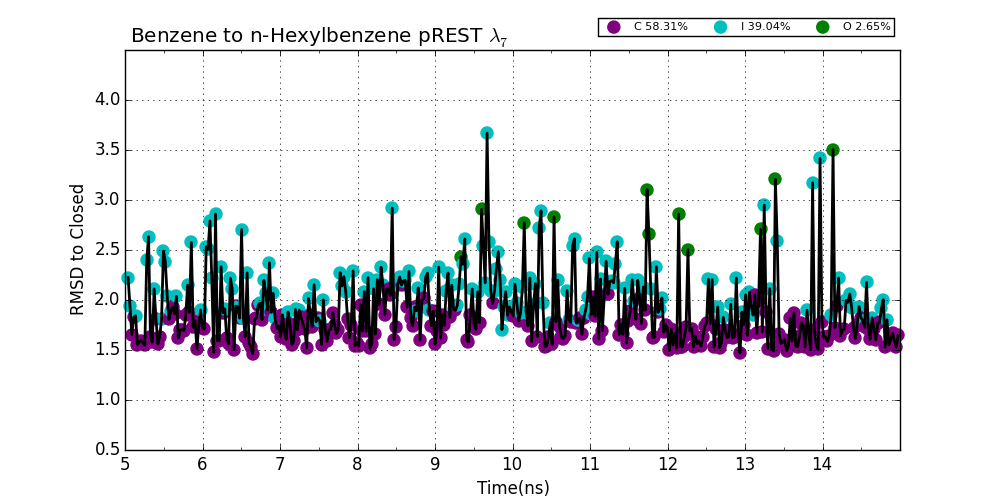 Benzene to n-Hexylbenzene pREST λ₇
C 58.31% I 39.04% O 2.65%
RMSD to Closed
4.0
3.5
3.0
2.5
2.0
1.5
1.0
0.5
5 6 7 8 9 10 11 12 13 14
Time(ns)